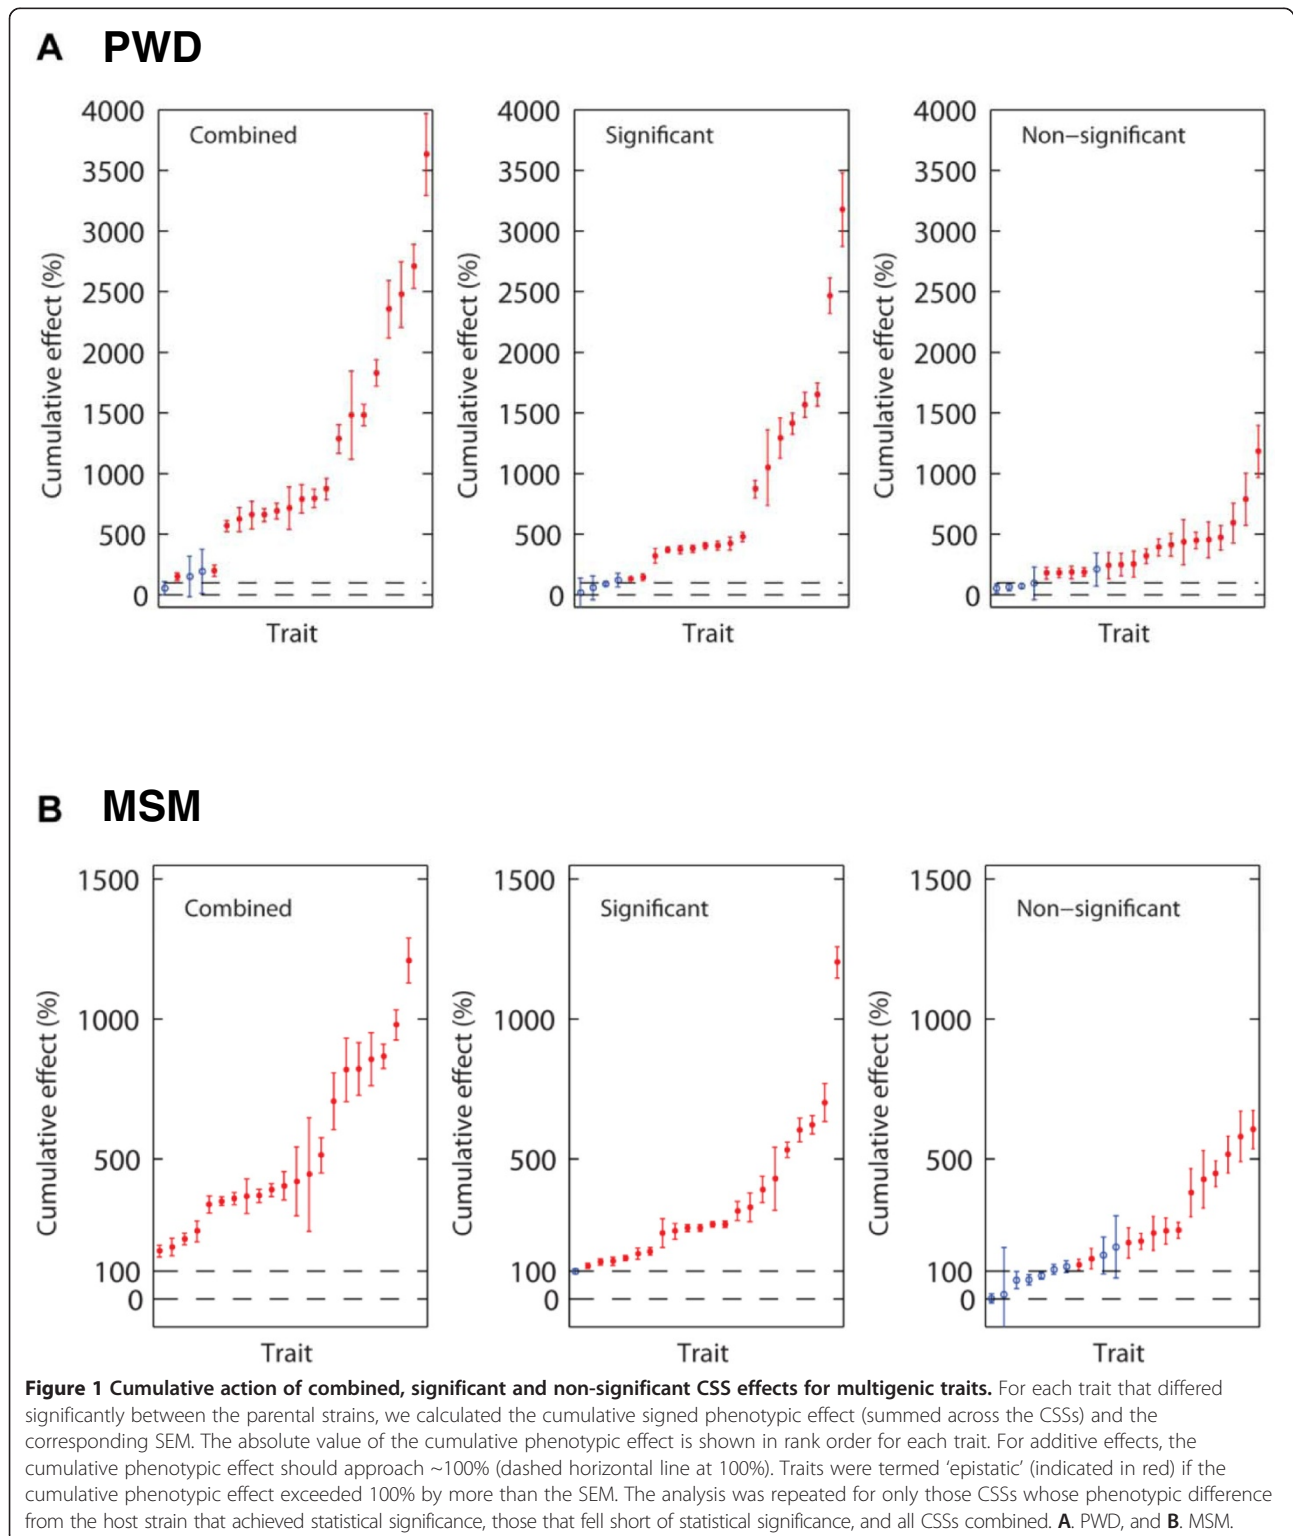 A PWD
4000
3500
3000
2500
2000
1500
1000
500
0
Cumulative effect (%)
Combined
Trait
4000
3500
3000
2500
2000
1500
1000
500
0
Cumulative effect (%)
Significant
Trait
4000
3500
3000
2500
2000
1500
1000
500
0
Cumulative effect (%)
Non−significant
Trait
B MSM
1500
1000
500
100
0
Cumulative effect (%)
Combined
Trait
1500
1000
500
100
0
Cumulative effect (%)
Significant
Trait
1500
1000
500
100
0
Cumulative effect (%)
Non−significant
Trait
Figure 1 Cumulative action of combined, significant and non-significant CSS effects for multigenic traits. For each trait that differed
significantly between the parental strains, we calculated the cumulative signed phenotypic effect (summed across the CSSs) and the
corresponding SEM. The absolute value of the cumulative phenotypic effect is shown in rank order for each trait. For additive effects, the
cumulative phenotypic effect should approach ~100% (dashed horizontal line at 100%). Traits were termed ‘epistatic’ (indicated in red) if the
cumulative phenotypic effect exceeded 100% by more than the SEM. The analysis was repeated for only those CSSs whose phenotypic difference
from the host strain that achieved statistical significance, those that fell short of statistical significance, and all CSSs combined. A. PWD, and B. MSM.